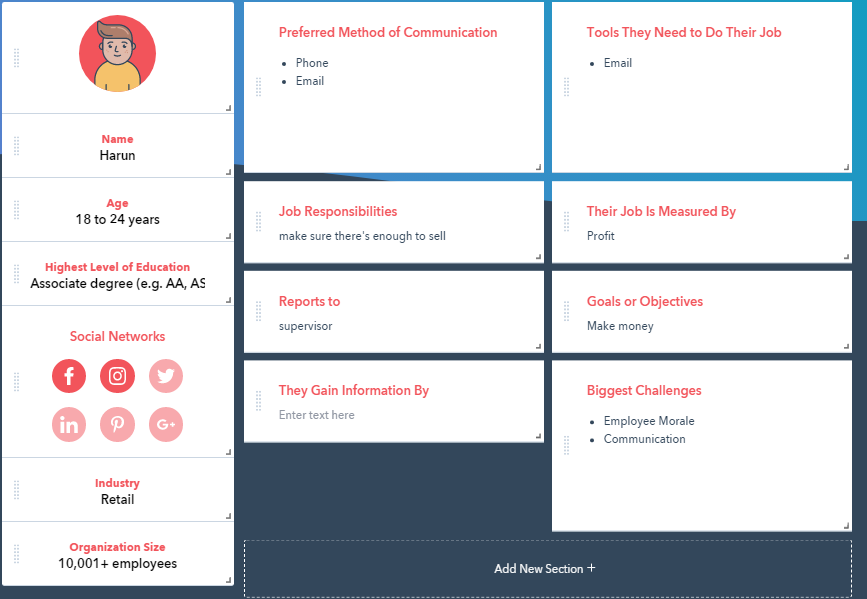 Name
Harun
Age
18 to 24 years
Highest Level of Education
Associate degree (e.g. AA, AS
Social Networks
f
in
G+
Industry
Retail
Organization Size
10,001+ employees
Preferred Method of Communication
Phone
Email
Tools They Need to Do Their Job
Email
Job Responsibilities
make sure there's enough to sell
Their Job Is Measured By
Profit
Reports to
supervisor
Goals or Objectives
Make money
They Gain Information By
Enter text here
Biggest Challenges
Employee Morale
Communication
Add New Section +